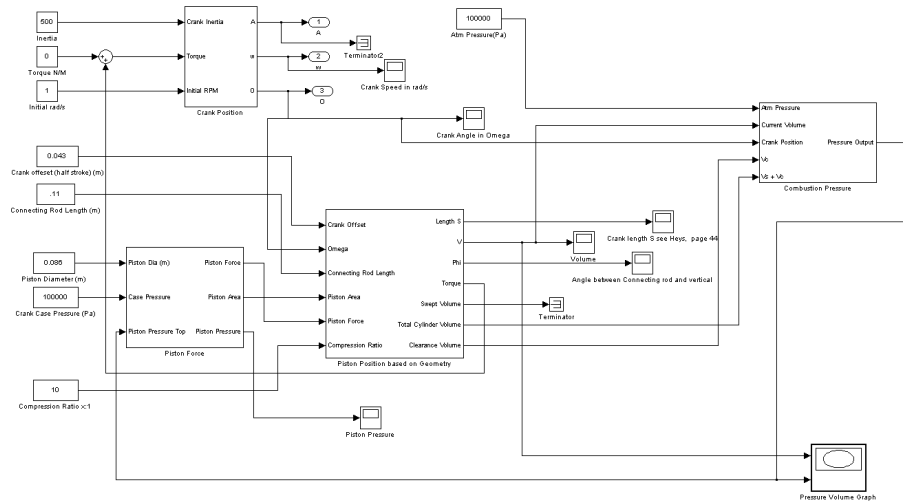 500
Inertia
0
Torque N/M
1
Initial rad/s
Crank Inertia
Torque
Initial RPM
A
w
O
Crank Position
1
A
2
w
3
O
Terminator2
Crank Speed in rad/s
Crank Angle in Omega
100000
Atm Pressure(Pa)
Atm Pressure
Current Volume
Crank Position
Vc
Vs + Vc
Pressure Output
Combustion Pressure
0.043
Crank offeset (half stroke) (m)
.11
Connecting Rod Length (m)
0.086
Piston Diameter (m)
100000
Crank Case Pressure (Pa)
Piston Dia (m)
Case Pressure
Piston Pressure Top
Piston Force
Piston Area
Piston Pressure
Piston Force
Crank Offset
Omega
Connecting Rod Length
Piston Area
Piston Force
Compression Ratio
Length S
V
Phi
Torque
Swept Volume
Total Cylinder Volume
Clearance Volume
Piston Position based on Geometry
Crank length S see Heys, page 44
Volume
Angle between Connecting rod and vertical
Terminator
10
Compression Ratio x:1
Piston Pressure
Pressure Volume Graph